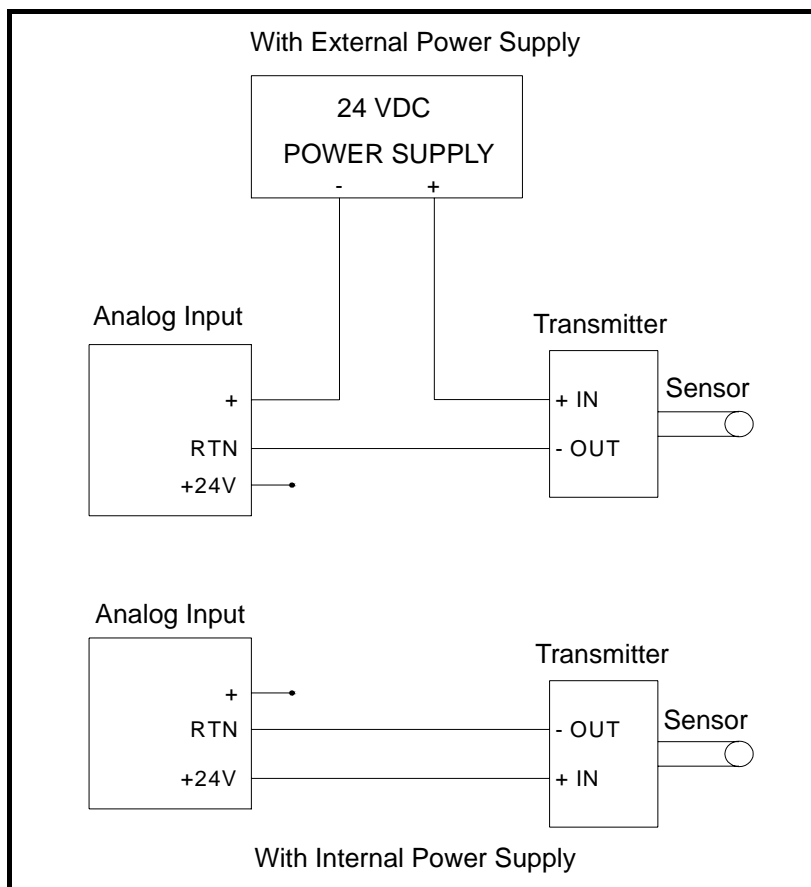 With External Power Supply
24 VDC
POWER SUPPLY
- +
Analog Input
Transmitter
+
RTN
+24V
+ IN
- OUT
Sensor
Analog Input
Transmitter
+
RTN
+24V
- OUT
+ IN
Sensor
With Internal Power Supply